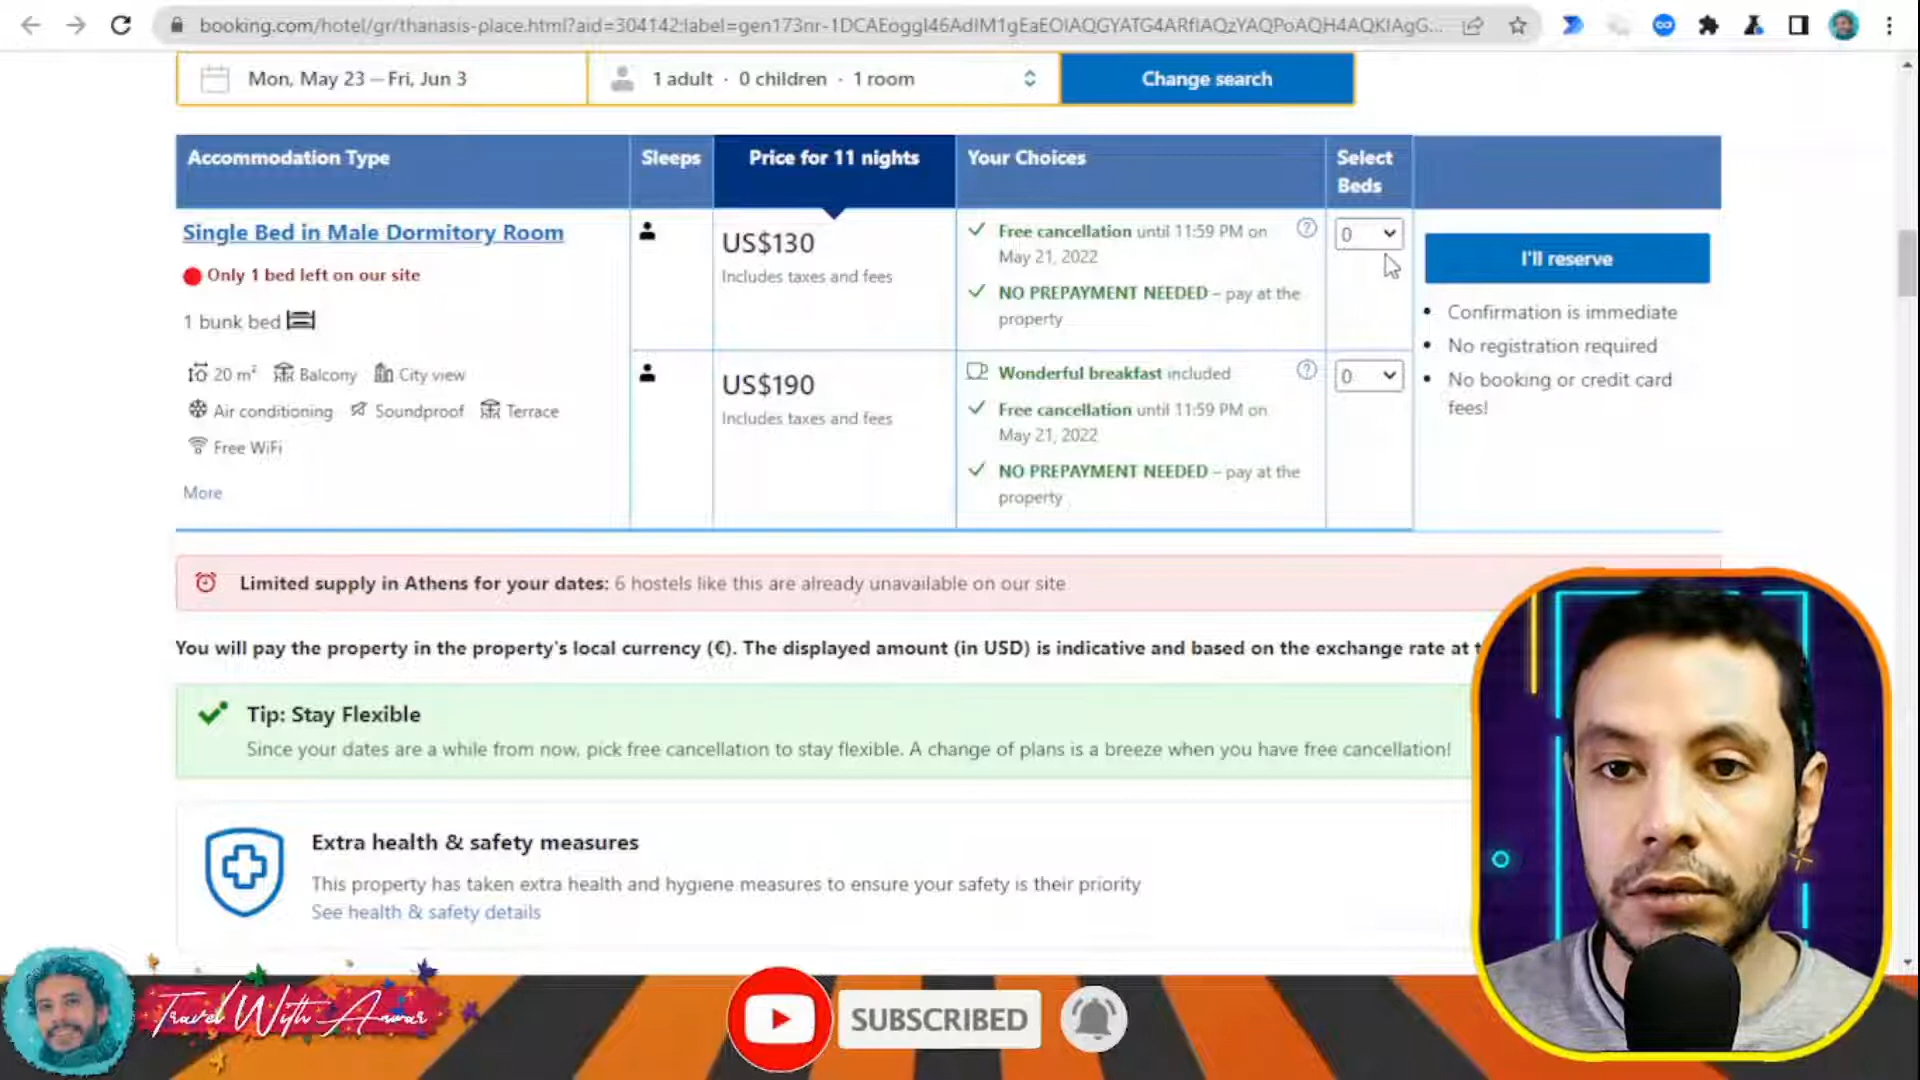 booking.com/hotel/gr/thanasis-place.html?aid=304142;label=gen173nr-1DCAEoggI46AdIM1gEaEOIAQGYATG4ARfIAQzYAQPoAQH4AQKIAgG...
Mon, May 23 — Fri, Jun 3
1 adult · 0 children · 1 room
Change search
Accommodation Type
Sleeps
Price for 11 nights
Your Choices
Select Beds
Single Bed in Male Dormitory Room
Only 1 bed left on our site
1 bunk bed
20 m² Balcony City view
Air conditioning Soundproof Terrace
Free WiFi
More
US$130
Includes taxes and fees
Free cancellation until 11:59 PM on
May 21, 2022
NO PREPAYMENT NEEDED – pay at the
property
0
US$190
Includes taxes and fees
Wonderful breakfast included
Free cancellation until 11:59 PM on
May 21, 2022
NO PREPAYMENT NEEDED – pay at the
property
0
I'll reserve
Confirmation is immediate
No registration required
No booking or credit card
fees!
Limited supply in Athens for your dates: 6 hostels like this are already unavailable on our site
You will pay the property in the property's local currency (€). The displayed amount (in USD) is indicative and based on the exchange rate at
Tip: Stay Flexible
Since your dates are a while from now, pick free cancellation to stay flexible. A change of plans is a breeze when you have free cancellation!
Extra health & safety measures
This property has taken extra health and hygiene measures to ensure your safety is their priority
See health & safety details
Travel With Anwar
SUBSCRIBED